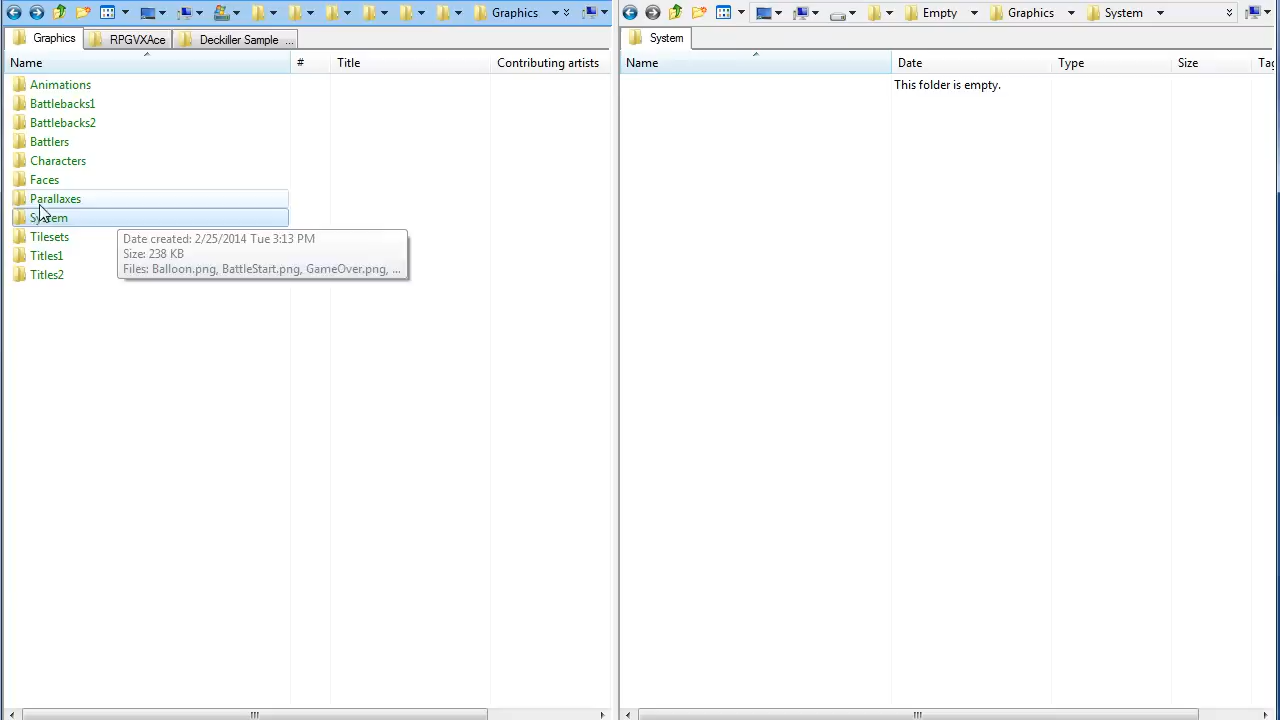 Graphics
Empty
Graphics
System
Graphics
RPGVXAce
Deckiller Sample ...
System
Name
#
Title
Contributing artists
Name
Date
Type
Size
Animations
This folder is empty.
Battlebacks1
Battlebacks2
Battlers
Characters
Faces
Parallaxes
System
Tilesets
Titles1
Titles2
Date created: 2/25/2014 Tue 3:13 PM
Size: 238 KB
Files: Balloon.png, BattleStart.png, GameOver.png, ...